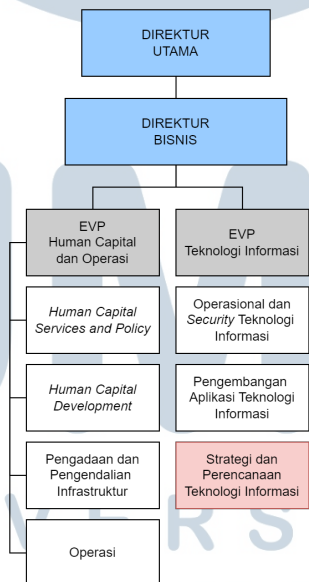 DIREKTUR
UTAMA
DIREKTUR
BISNIS
EVP
Human Capital
dan Operasi
EVP
Teknologi Informasi
Human Capital
Services and Policy
Operasional dan
Security Teknologi
Informasi
Human Capital
Development
Pengembangan
Aplikasi Teknologi
Informasi
Pengadaan dan
Pengendalian
Infrastruktur
Strategi dan
Perencanaan
Teknologi Informasi
Operasi